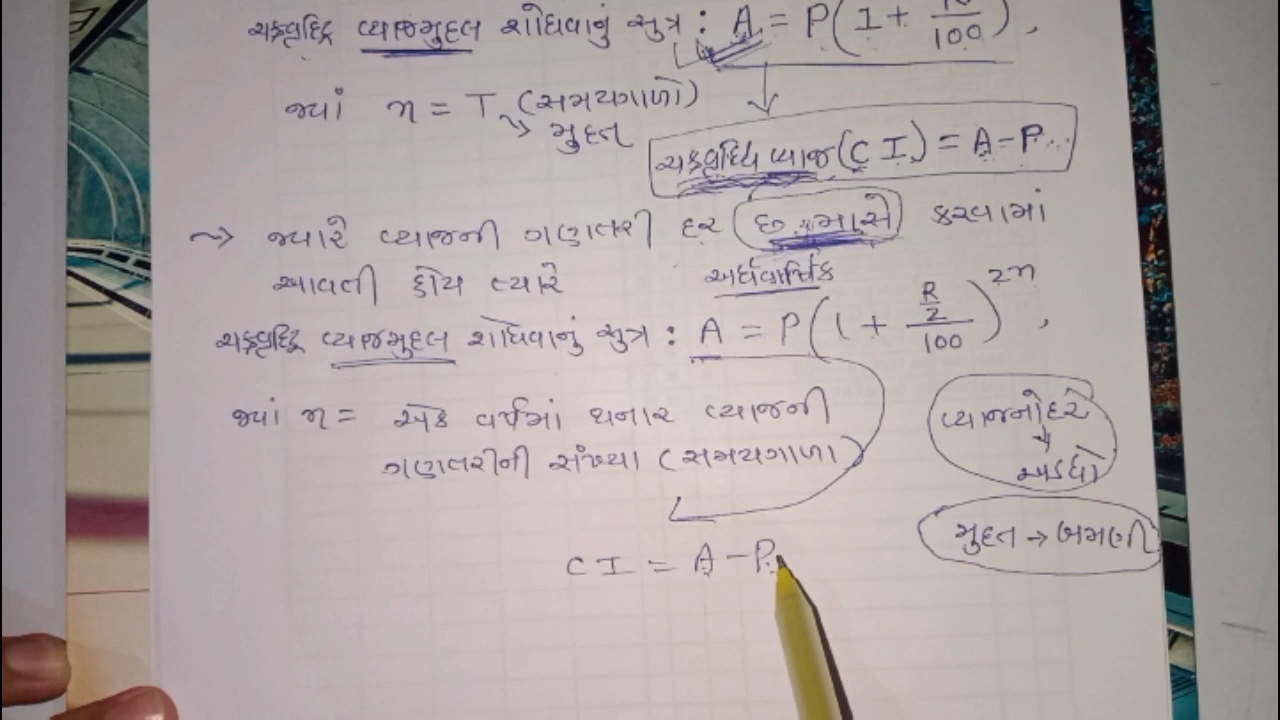 ચક્રવૃદ્ધિ વ્યાજમુદ્દલ શોધવાનું સુત્ર : A = P(1 + R/100),
જ્યાં n = T (સમયગાળો)
→ મુદ્દત
ચક્રવૃધ્ધિ વ્યાજ (C I) = A – P
→ જ્યારે વ્યાજની ગણતરી દર છ માસે કરવામાં
આવતી હોય ત્યારે અર્ધવાર્ષિક
ચક્રવૃદ્ધિ વ્યાજમુદ્દલ શોધવાનું સુત્ર : A = P(1 + (R/2)/100)^2n,
જ્યાં n = એક વર્ષમાં થનાર વ્યાજની
ગણતરીની સંખ્યા (સમયગાળા)
વ્યાજનો દર
↓
અડધો
મુદ્દત → બમણી
C I = A – P